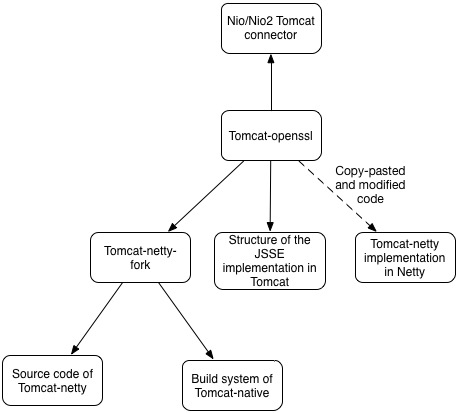 Nio/Nio2 Tomcat
connector
Tomcat-openssl
Copy-pasted
and modified
code
Tomcat-netty-
fork
Structure of the
JSSE
implementation in
Tomcat
Tomcat-netty
implementation
in Netty
Source code of
Tomcat-netty
Build system of
Tomcat-native